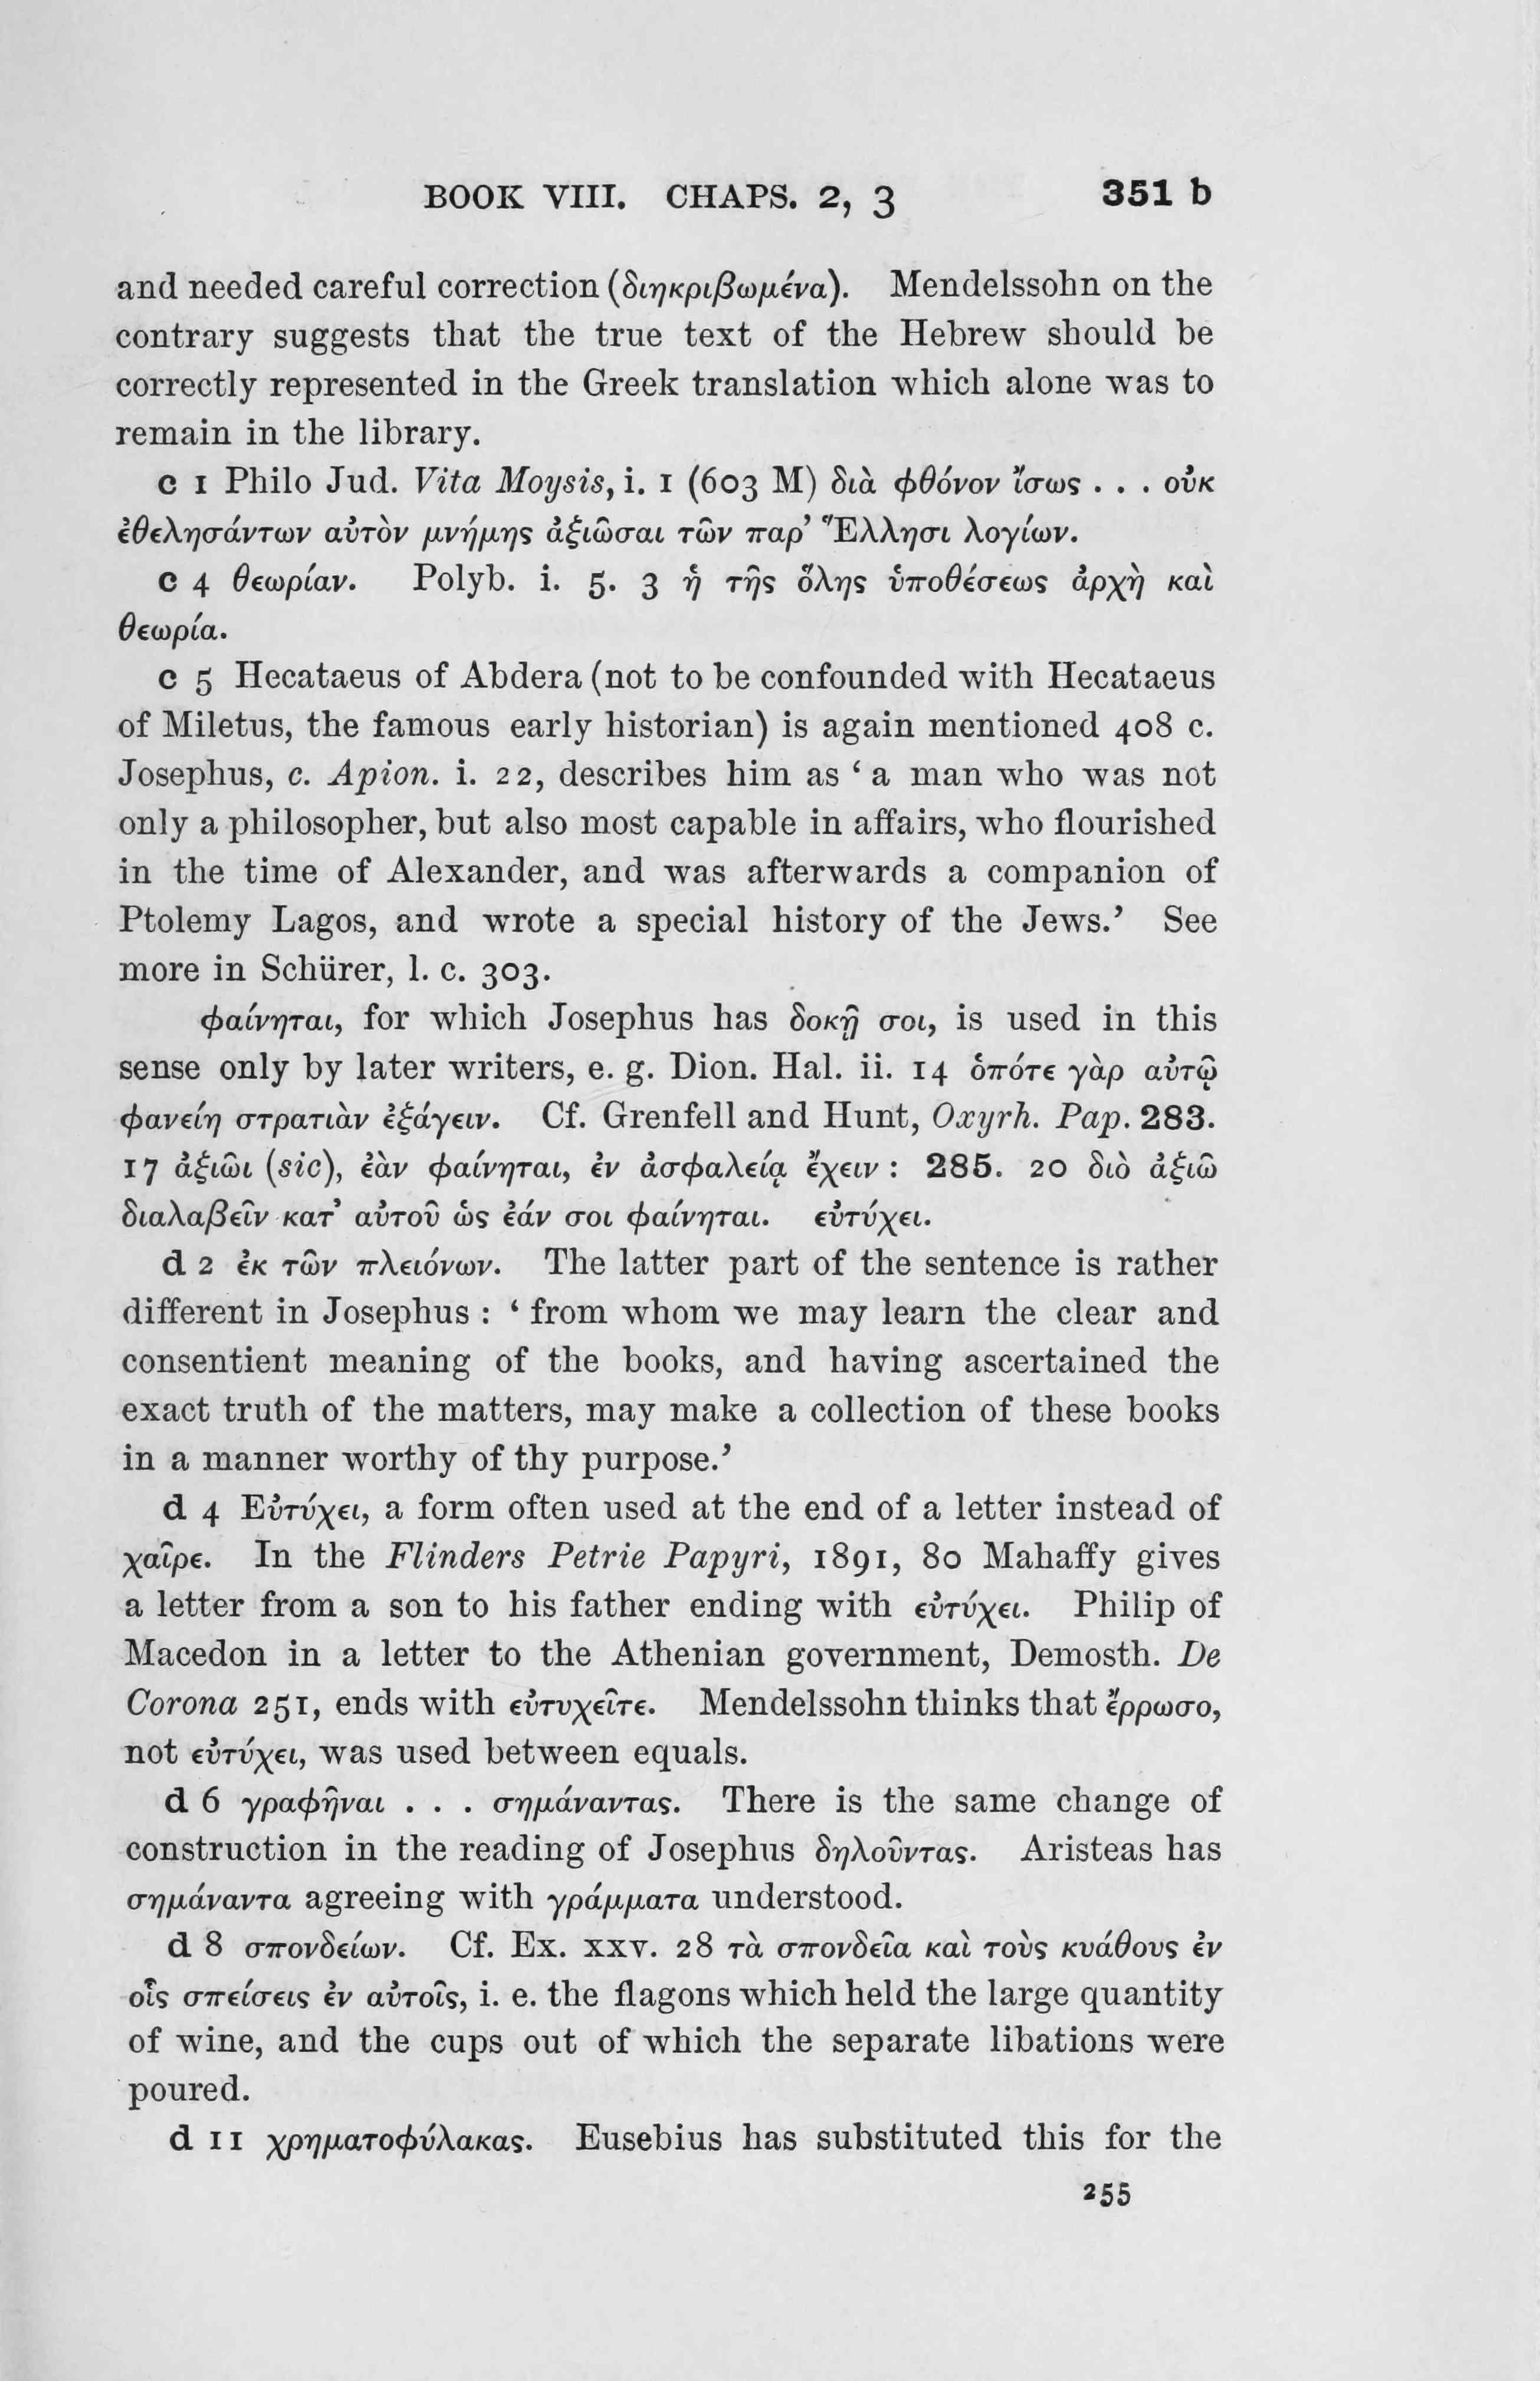 BOOK VIII. CHAPS. 2, 3 351 b
and needed careful correction (διηκριβωμένα). Mendelssohn on the
contrary suggests that the true text of the Hebrew should be
correctly represented in the Greek translation which alone was to
remain in the library.
c 1 Philo Jud. Vita Moysis, i. 1 (603 M) διὰ φθόνον ἴσως . . . οὐκ
ἐθελησάντων αὐτὸν μνήμης ἀξιῶσαι τῶν παρ’ Ἕλλησι λογίων.
c 4 θεωρίαν. Polyb. i. 5. 3 ἡ τῆς ὅλης ὑποθέσεως ἀρχὴ καὶ
θεωρία.
c 5 Hecataeus of Abdera (not to be confounded with Hecataeus
of Miletus, the famous early historian) is again mentioned 408 c.
Josephus, c. Apion. i. 22, describes him as ‘ a man who was not
only a philosopher, but also most capable in affairs, who flourished
in the time of Alexander, and was afterwards a companion of
Ptolemy Lagos, and wrote a special history of the Jews.’ See
more in Schürer, l. c. 303.
φαίνηται, for which Josephus has δοκῇ σοι, is used in this
sense only by later writers, e. g. Dion. Hal. ii. 14 ὁπότε γὰρ αὐτῷ
φανείη στρατιὰν ἐξάγειν. Cf. Grenfell and Hunt, Oxyrh. Pap. 283.
17 ἀξιῶι (sic), ἐὰν φαίνηται, ἐν ἀσφαλείᾳ ἔχειν : 285. 20 διὸ ἀξιῶ
διαλαβεῖν κατ’ αὐτοῦ ὡς ἐάν σοι φαίνηται. εὐτύχει.
d 2 ἐκ τῶν πλειόνων. The latter part of the sentence is rather
different in Josephus : ‘ from whom we may learn the clear and
consentient meaning of the books, and having ascertained the
exact truth of the matters, may make a collection of these books
in a manner worthy of thy purpose.’
d 4 Εὐτύχει, a form often used at the end of a letter instead of
χαῖρε. In the Flinders Petrie Papyri, 1891, 80 Mahaffy gives
a letter from a son to his father ending with εὐτύχει. Philip of
Macedon in a letter to the Athenian government, Demosth. De
Corona 251, ends with εὐτυχεῖτε. Mendelssohn thinks that ἔρρωσο,
not εὐτύχει, was used between equals.
d 6 γραφῆναι . . . σημάναντας. There is the same change of
construction in the reading of Josephus δηλοῦντας. Aristeas has
σημάναντα agreeing with γράμματα understood.
d 8 σπονδείων. Cf. Ex. xxv. 28 τὰ σπονδεῖα καὶ τοὺς κυάθους ἐν
οἷς σπείσεις ἐν αὐτοῖς, i. e. the flagons which held the large quantity
of wine, and the cups out of which the separate libations were
poured.
d 11 χρηματοφύλακας. Eusebius has substituted this for the
255